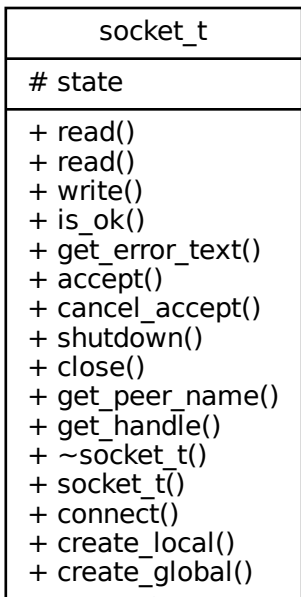 socket_t
# state
+ read()
+ read()
+ write()
+ is_ok()
+ get_error_text()
+ accept()
+ cancel_accept()
+ shutdown()
+ close()
+ get_peer_name()
+ get_handle()
+ ~socket_t()
+ socket_t()
+ connect()
+ create_local()
+ create_global()